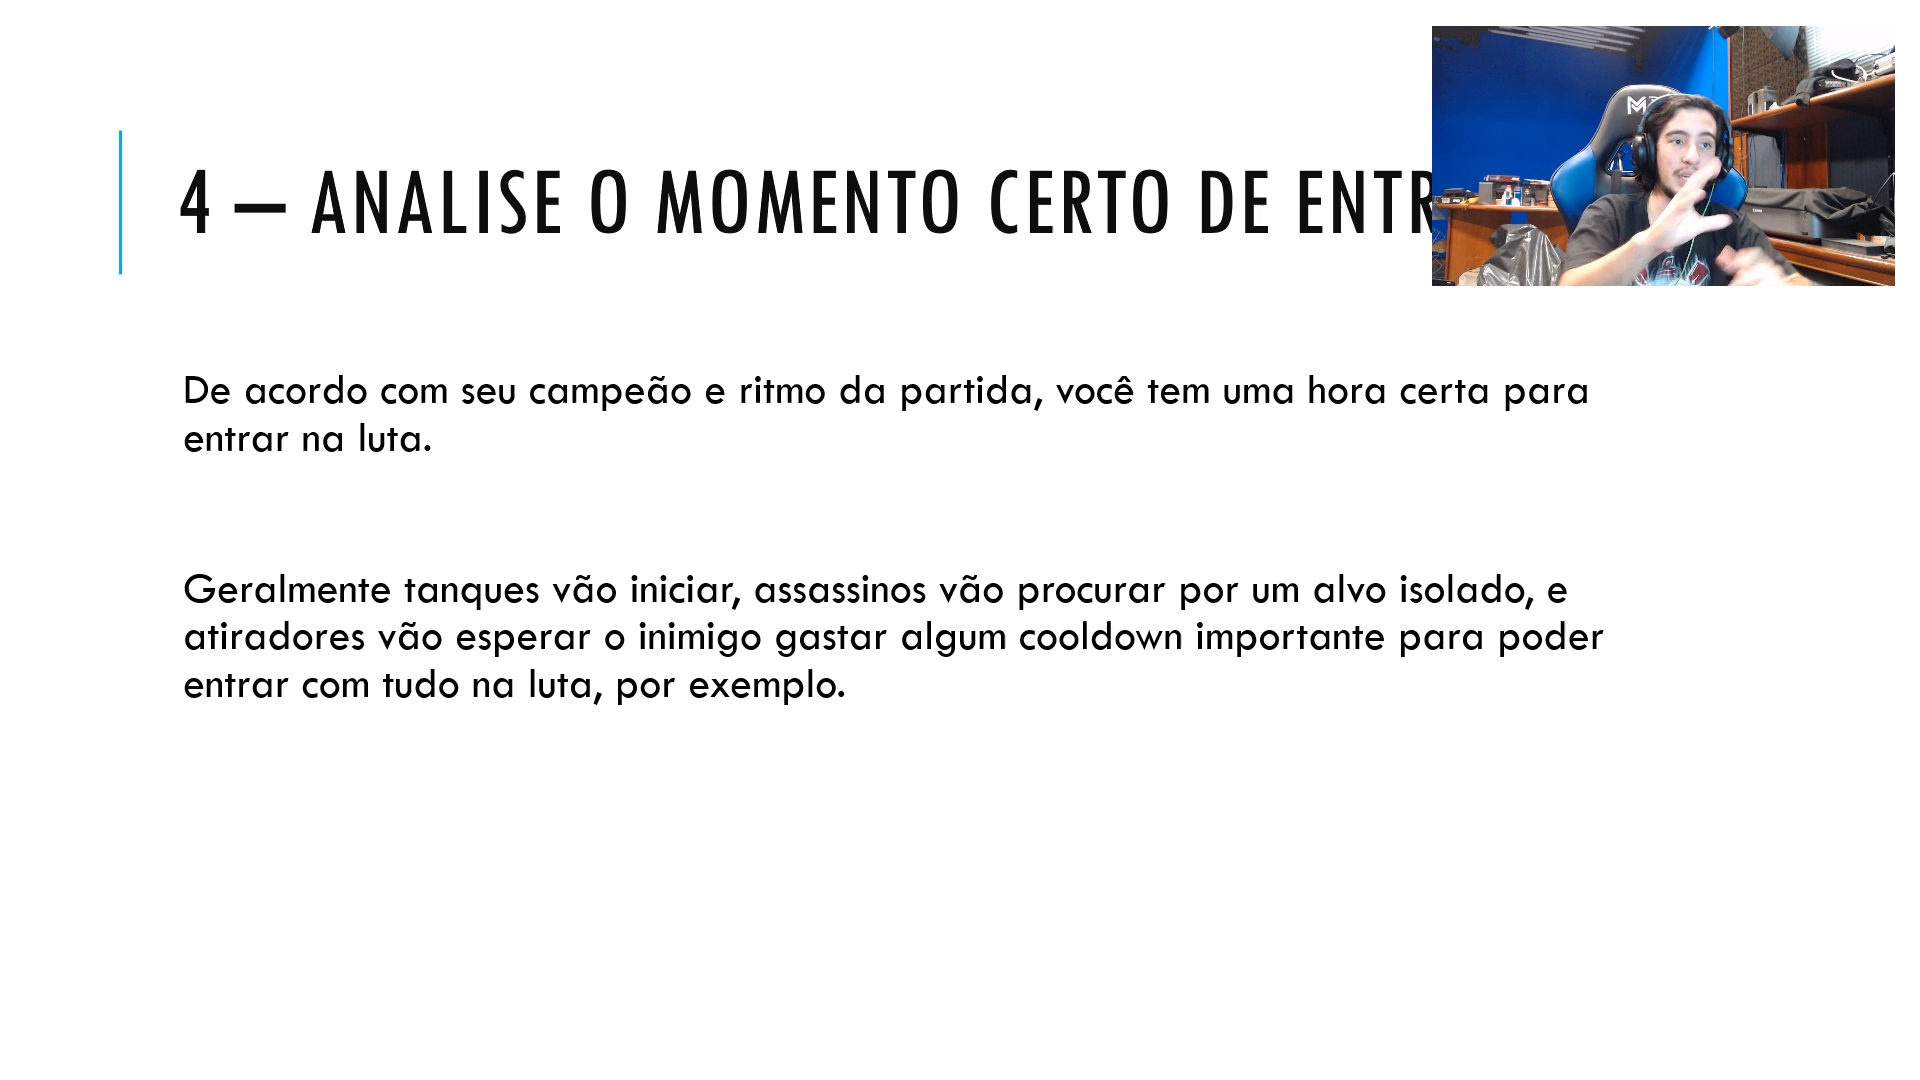 4 – ANALISE O MOMENTO CERTO DE ENTR
De acordo com seu campeão e ritmo da partida, você tem uma hora certa para
entrar na luta.
Geralmente tanques vão iniciar, assassinos vão procurar por um alvo isolado, e
atiradores vão esperar o inimigo gastar algum cooldown importante para poder
entrar com tudo na luta, por exemplo.